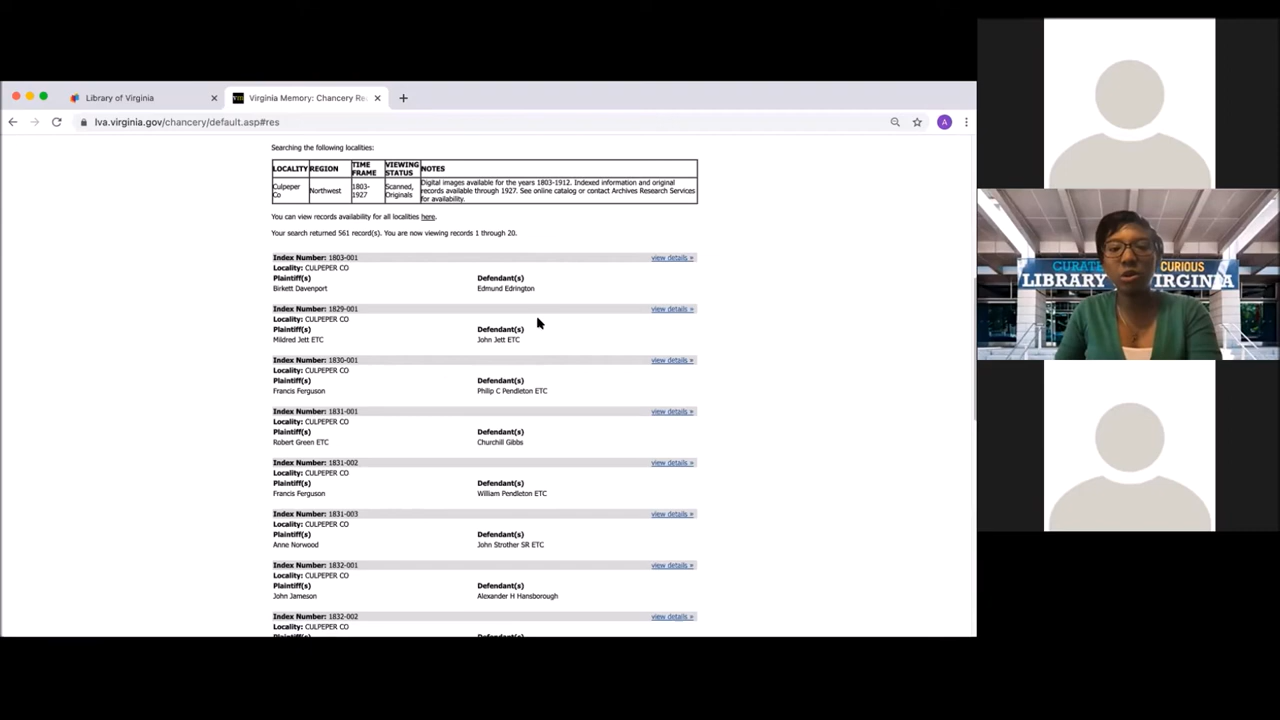 Library of Virginia
Virginia Memory: Chancery Re
lva.virginia.gov/chancery/default.asp#res
A
Searching the following localities:
LOCALITY REGION TIME FRAME VIEWING STATUS NOTES
Culpeper Co Northwest 1803-1927 Scanned, Originals Digital images available for the years 1803-1912. Indexed information and original records available through 1927. See online catalog or contact Archives Research Services for availability.
You can view records availability for all localities here.
Your search returned 561 record(s). You are now viewing records 1 through 20.
Index Number: 1803-001 view details »
Locality: CULPEPER CO
Plaintiff(s) Defendant(s)
Birkett Davenport Edmund Edrington
Index Number: 1829-001 view details »
Locality: CULPEPER CO
Plaintiff(s) Defendant(s)
Mildred Jett ETC John Jett ETC
Index Number: 1830-001 view details »
Locality: CULPEPER CO
Plaintiff(s) Defendant(s)
Francis Ferguson Philip C Pendleton ETC
Index Number: 1831-001 view details »
Locality: CULPEPER CO
Plaintiff(s) Defendant(s)
Robert Green ETC Churchill Gibbs
Index Number: 1831-002 view details »
Locality: CULPEPER CO
Plaintiff(s) Defendant(s)
Francis Ferguson William Pendleton ETC
Index Number: 1831-003 view details »
Locality: CULPEPER CO
Plaintiff(s) Defendant(s)
Anne Norwood John Strother SR ETC
Index Number: 1832-001 view details »
Locality: CULPEPER CO
Plaintiff(s) Defendant(s)
John Jameson Alexander H Hansborough
Index Number: 1832-002 view details »
Locality: CULPEPER CO
CURATE CURIOUS
LIBRARY VIRGINIA